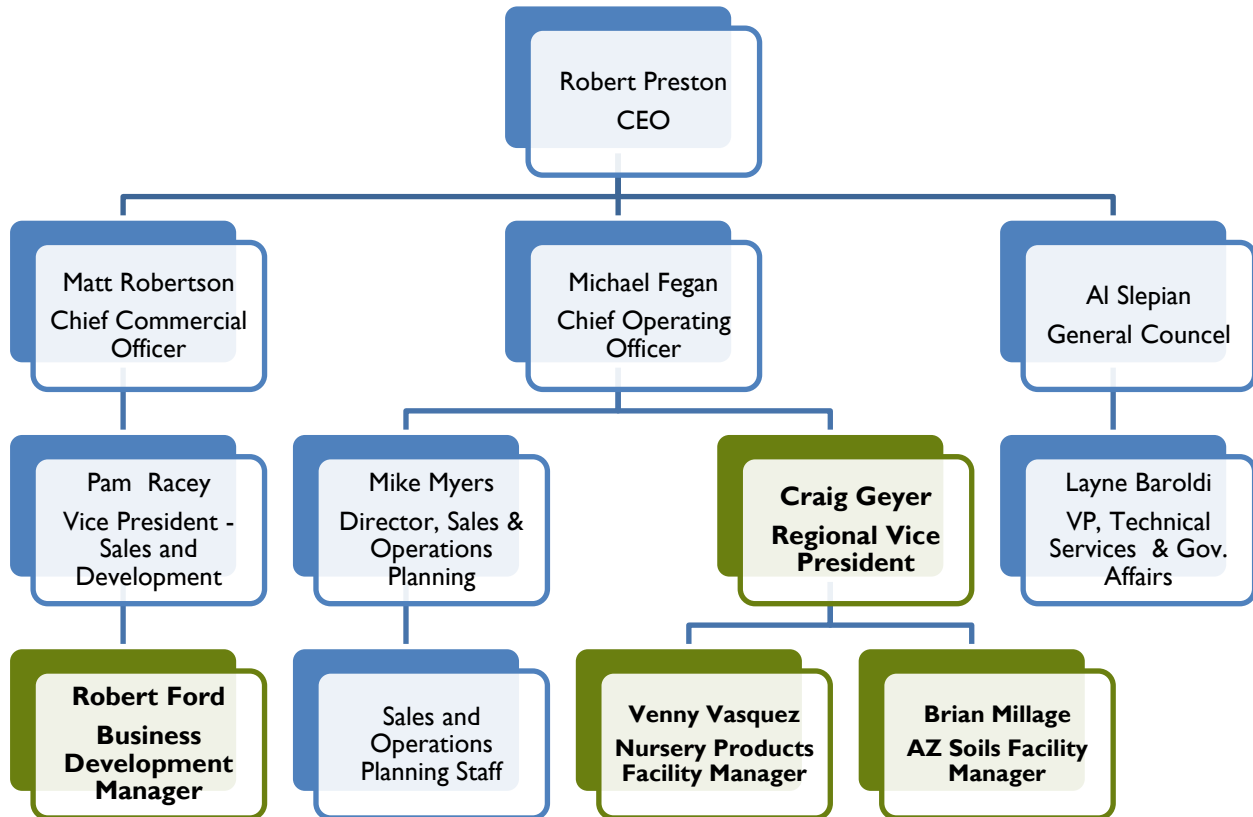 Robert Preston
CEO
Matt Robertson
Chief Commercial
Officer
Michael Fegan
Chief Operating
Officer
Al Slepian
General Councel
Pam Racey
Vice President -
Sales and
Development
Mike Myers
Director, Sales &
Operations
Planning
Craig Geyer
Regional Vice
President
Layne Baroldi
VP, Technical
Services & Gov.
Affairs
Robert Ford
Business
Development
Manager
Sales and
Operations
Planning Staff
Venny Vasquez
Nursery Products
Facility Manager
Brian Millage
AZ Soils Facility
Manager